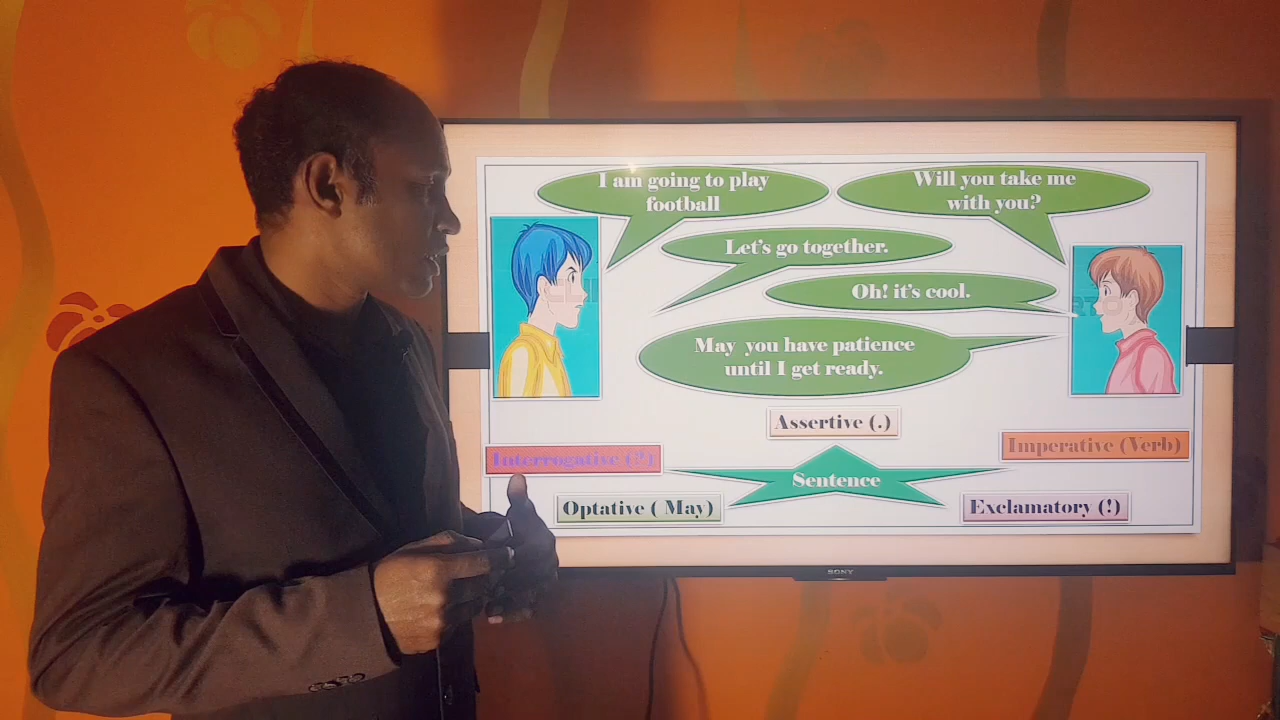 I am going to play
football
Will you take me
with you?
Let's go together.
Oh! it's cool.
May you have patience
until I get ready.
Assertive (.)
Interrogative (?)
Imperative (Verb)
Sentence
Optative ( May)
Exclamatory (!)
SONY